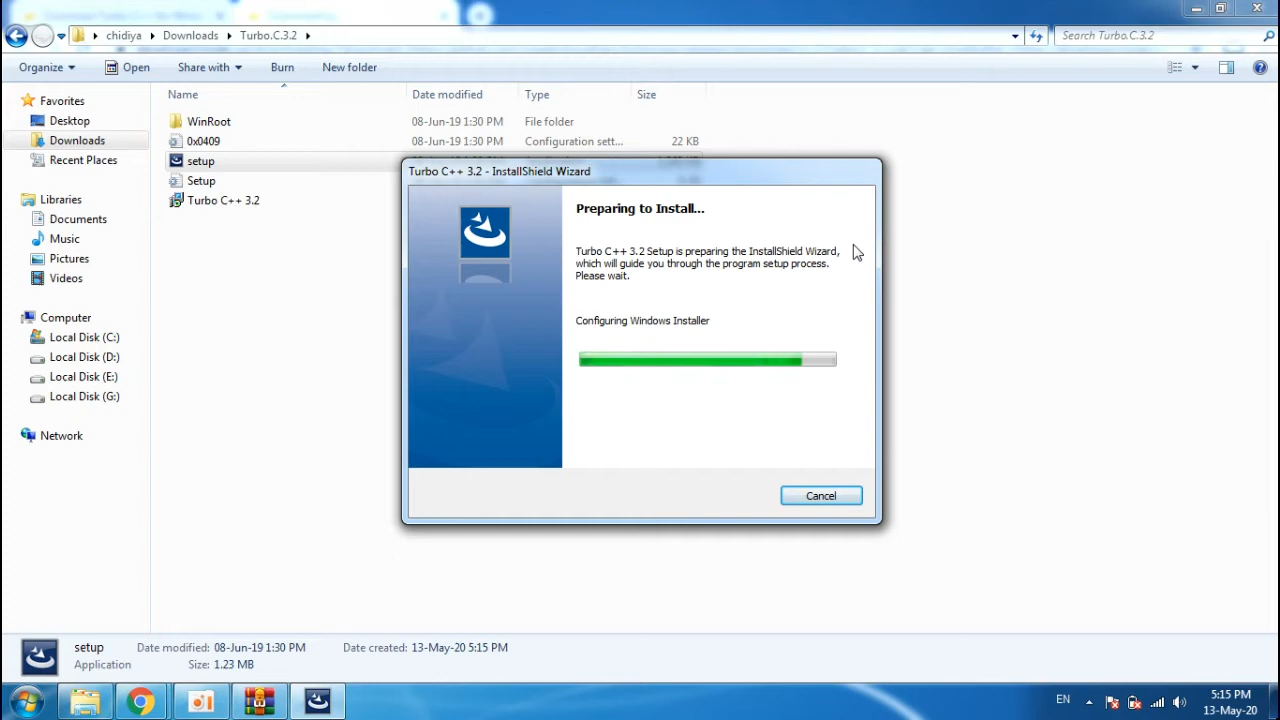 chidiya Downloads Turbo.C.3.2 Search Turbo.C.3.2
Organize Open Share with Burn New folder
Name Date modified Type Size
Favorites
Desktop
Downloads
Recent Places
Libraries
Documents
Music
Pictures
Videos
Computer
Local Disk (C:)
Local Disk (D:)
Local Disk (E:)
Local Disk (G:)
Network
WinRoot 08-Jun-19 1:30 PM File folder
0x0409 08-Jun-19 1:30 PM Configuration sett... 22 KB
setup
Setup
Turbo C++ 3.2
Turbo C++ 3.2 - InstallShield Wizard
Preparing to Install...
Turbo C++ 3.2 Setup is preparing the InstallShield Wizard,
which will guide you through the program setup process.
Please wait.
Configuring Windows Installer
Cancel
setup Date modified: 08-Jun-19 1:30 PM Date created: 13-May-20 5:15 PM
Application Size: 1.23 MB
EN 5:15 PM
13-May-20